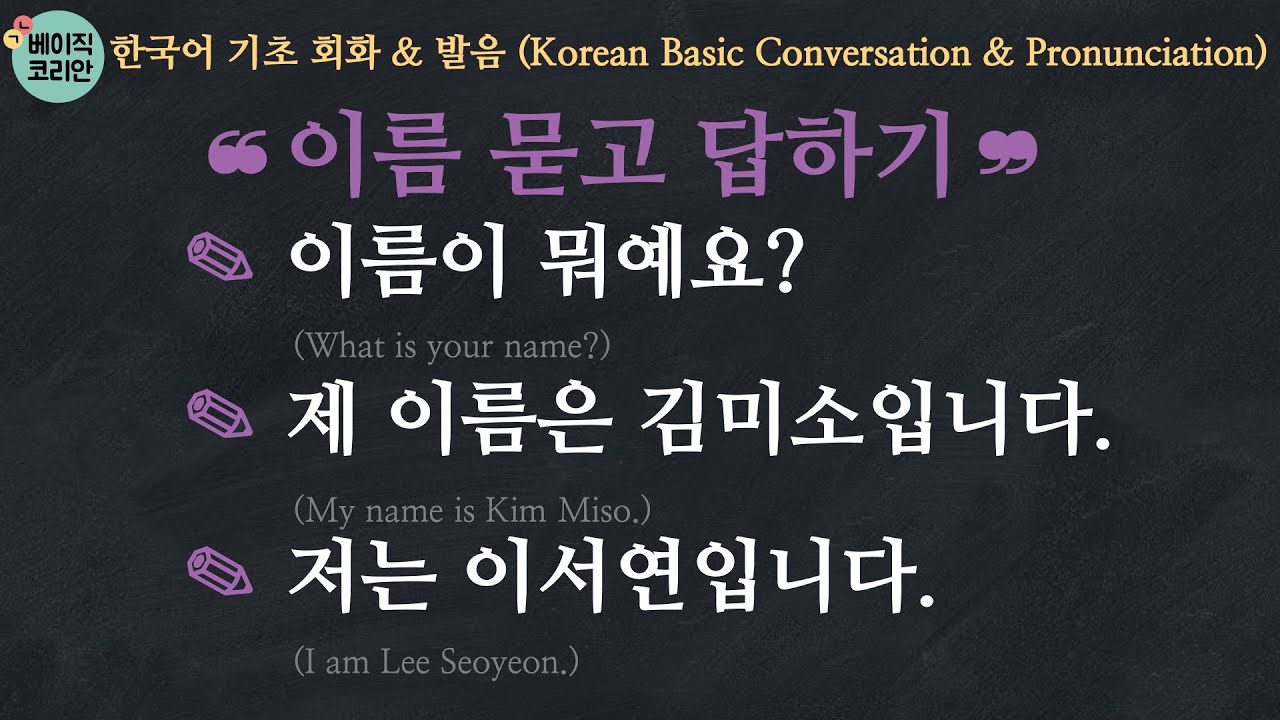 ㄱ ㄴ
베이직
코리안
한국어 기초 회화 & 발음 (Korean Basic Conversation & Pronunciation)
❝ 이름 묻고 답하기 ❞
이름이 뭐예요?
(What is your name?)
제 이름은 김미소입니다.
(My name is Kim Miso.)
저는 이서연입니다.
(I am Lee Seoyeon.)